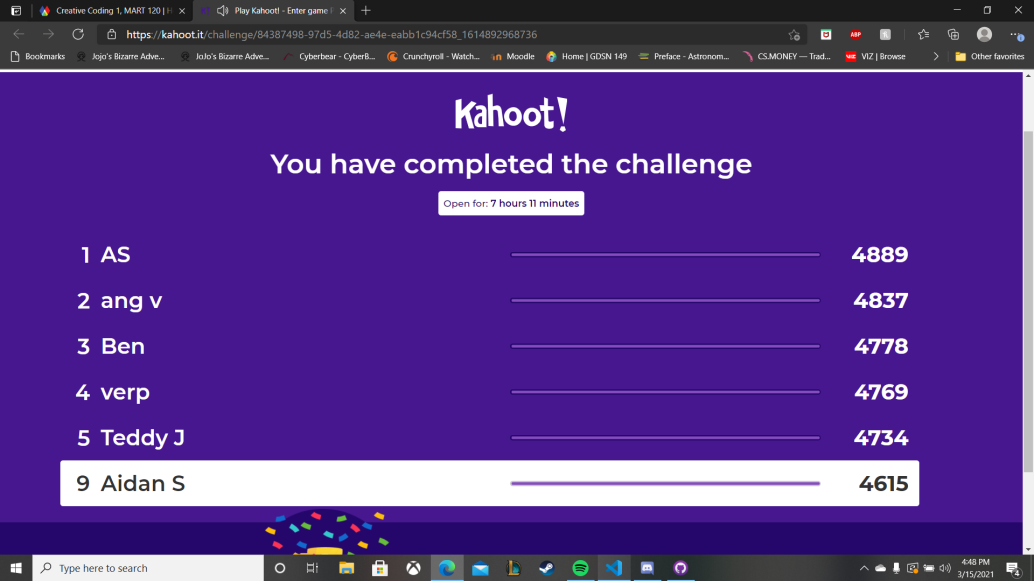 Creative Coding 1, MART 120 | H
Play Kahoot! - Enter game P
https://kahoot.it/challenge/84387498-97d5-4d82-ae4e-eabb1c94cf58_1614892968736
ABP
Bookmarks
Jojo's Bizarre Adve...
JoJo's Bizarre Adve...
Cyberbear - CyberB...
Crunchyroll - Watch...
Moodle
Home | GDSN 149
Preface - Astronom...
CS.MONEY — Trad...
VIZ | Browse
Other favorites
Kahoot!
You have completed the challenge
Open for: 7 hours 11 minutes
1 AS 4889
2 ang v 4837
3 Ben 4778
4 verp 4769
5 Teddy J 4734
9 Aidan S 4615
Type here to search
4:48 PM
3/15/2021
4